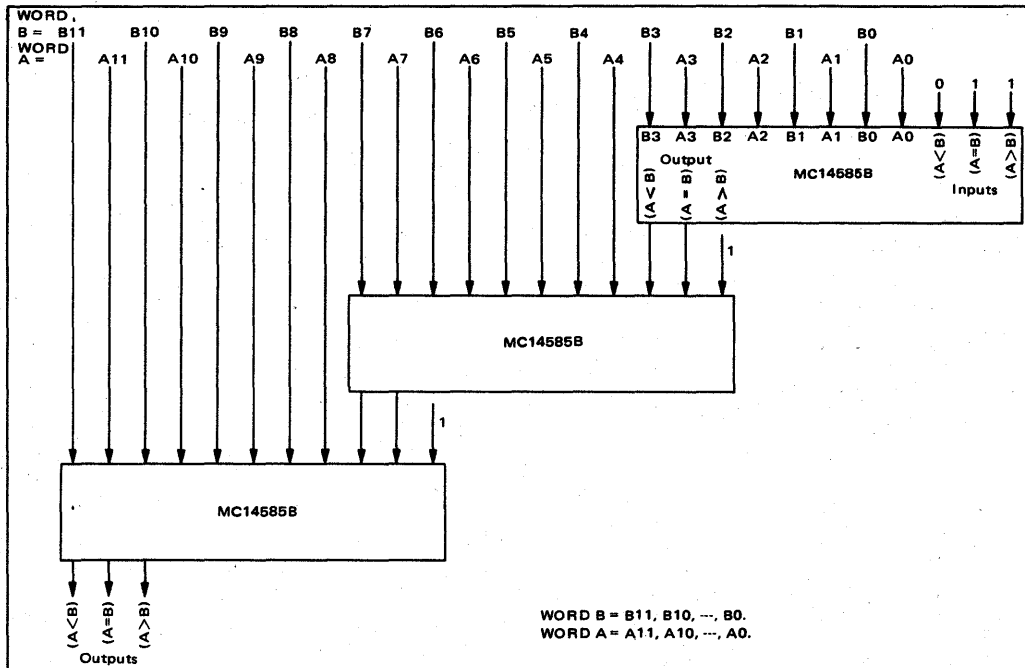 WORD,
B = B11 B10 B9 B8 B7 B6 B5 B4 B3 B2 B1 B0
WORD
A = A11 A10 A9 A8 A7 A6 A5 A4 A3 A2 A1 A0
0 1 1
B3 A3 B2 A2 B1 A1 B0 A0 (A<B) (A=B) (A>B)
Output
(A < B) (A = B) (A > B)
MC14585B
Inputs
1
MC14585B
1
MC14585B
(A<B) (A=B) (A>B)
Outputs
WORD B = B11, B10, ---, B0.
WORD A = A11, A10, ---, A0.